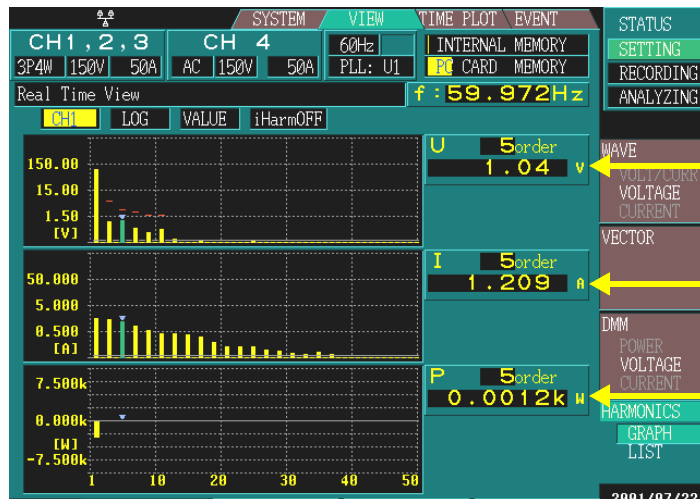 SYSTEM VIEW TIME PLOT EVENT
CH1,2,3 CH 4 60Hz INTERNAL MEMORY
3P4W 150V 50A AC 150V 50A PLL: U1 PC CARD MEMORY
Real Time View f:59.972Hz
CH1 LOG VALUE iHarmOFF
150.00
15.00
1.50
[V]
U 5order
1.04 V
50.000
5.000
0.500
[A]
I 5order
1.209 A
7.500k
0.000k
[W]
-7.500k
1 10 20 30 40 50
P 5order
0.0012k W
STATUS
SETTING
RECORDING
ANALYZING
WAVE
VOLT/CURR
VOLTAGE
CURRENT
VECTOR
DMM
POWER
VOLTAGE
CURRENT
HARMONICS
GRAPH
LIST
2001/07/22